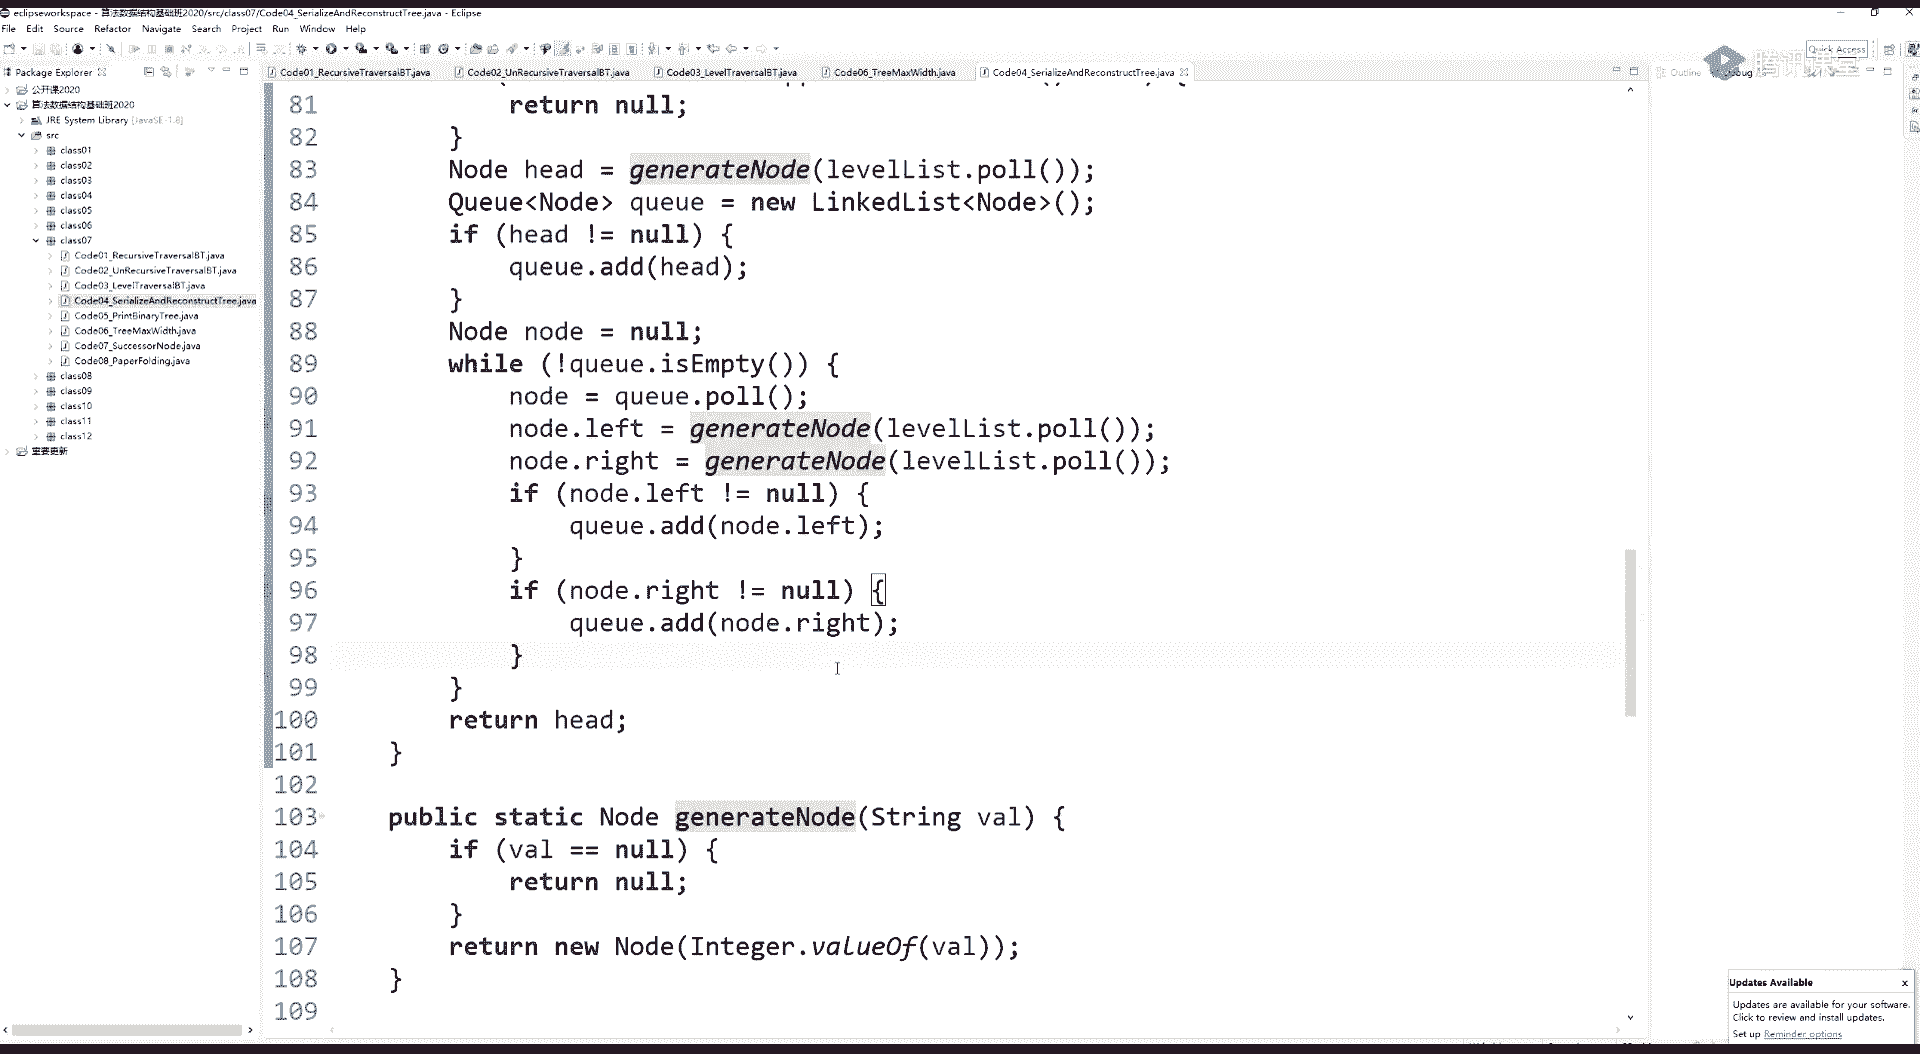 eclipseworkspace - 算法数据结构基础班2020/src/class07/Code04_SerializeAndReconstructTree.java - Eclipse
File Edit Source Refactor Navigate Search Project Run Window Help
Quick Access
腾讯课堂
Package Explorer
Code01_RecursiveTraversalBT.java Code02_UnRecursiveTraversalBT.java Code03_LevelTraversalBT.java Code06_TreeMaxWidth.java Code04_SerializeAndReconstructTree.java
Outline
公开课2020
算法数据结构基础班2020
JRE System Library [JavaSE-1.8]
src
class01
class02
class03
class04
class05
class06
class07
Code01_RecursiveTraversalBT.java
Code02_UnRecursiveTraversalBT.java
Code03_LevelTraversalBT.java
Code04_SerializeAndReconstructTree.java
Code05_PrintBinaryTree.java
Code06_TreeMaxWidth.java
Code07_SuccessorNode.java
Code08_PaperFolding.java
class08
class09
class10
class11
class12
重要更新
81 return null;
82 }
83 Node head = generateNode(levelList.poll());
84 Queue<Node> queue = new LinkedList<Node>();
85 if (head != null) {
86 queue.add(head);
87 }
88 Node node = null;
89 while (!queue.isEmpty()) {
90 node = queue.poll();
91 node.left = generateNode(levelList.poll());
92 node.right = generateNode(levelList.poll());
93 if (node.left != null) {
94 queue.add(node.left);
95 }
96 if (node.right != null) {
97 queue.add(node.right);
98 }
99 }
100 return head;
101 }
102
103 public static Node generateNode(String val) {
104 if (val == null) {
105 return null;
106 }
107 return new Node(Integer.valueOf(val));
108 }
109
Updates Available x
Updates are available for your software.
Click to review and install updates.
Set up Reminder options